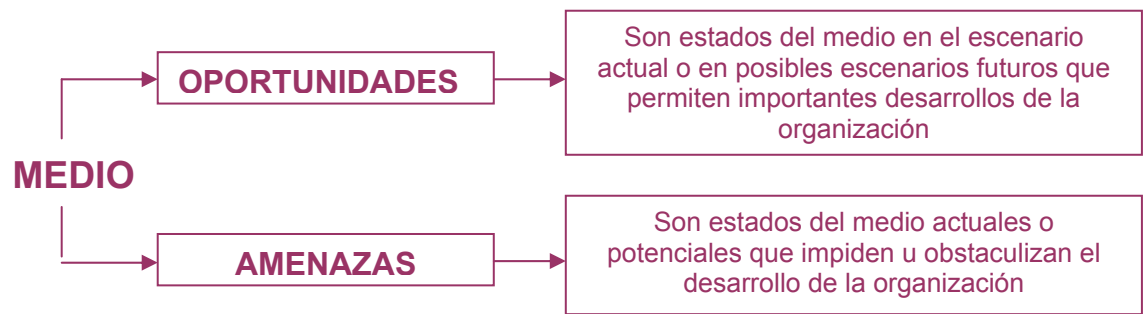 MEDIO
OPORTUNIDADES
Son estados del medio en el escenario
actual o en posibles escenarios futuros que
permiten importantes desarrollos de la
organización
AMENAZAS
Son estados del medio actuales o
potenciales que impiden u obstaculizan el
desarrollo de la organización